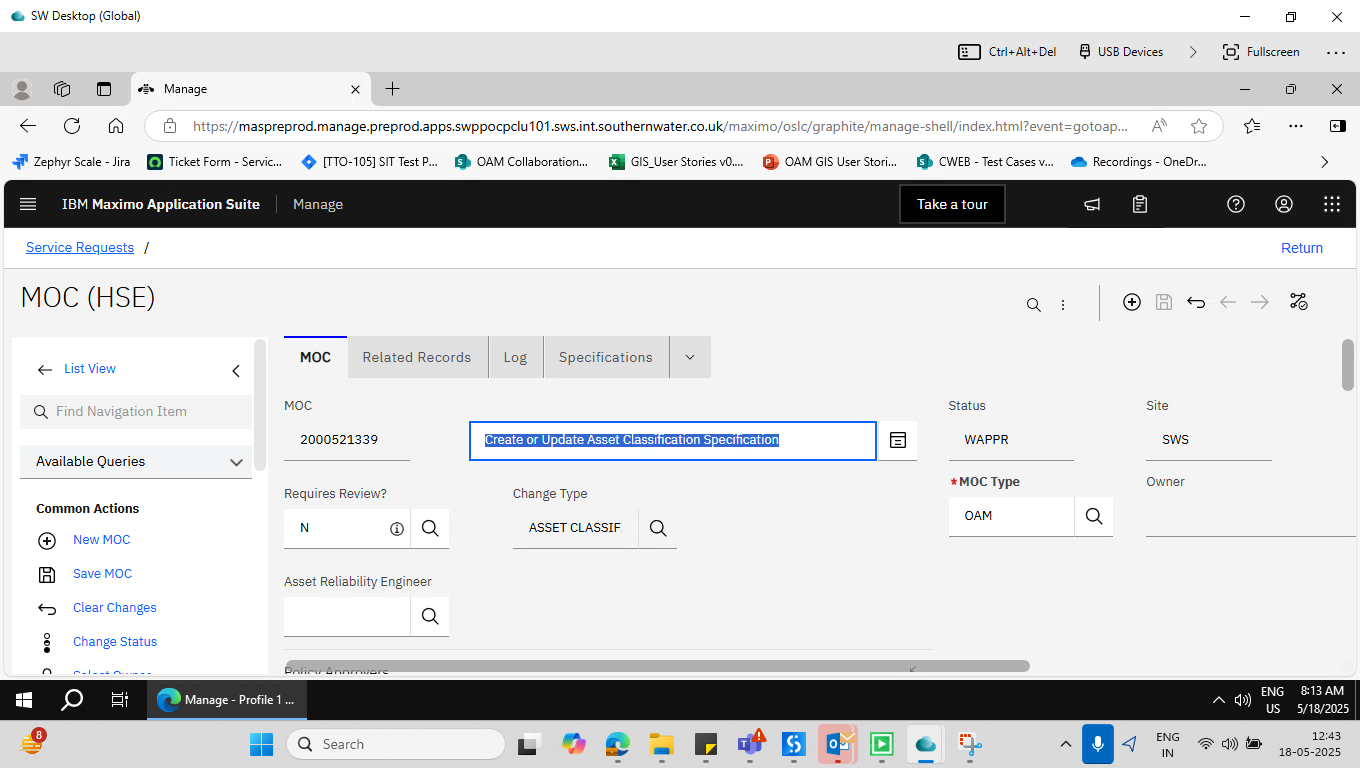 SW Desktop (Global)
Ctrl+Alt+Del
USB Devices
Fullscreen
Manage
https://maspreprod.manage.preprod.apps.swppocpclu101.sws.int.southernwater.co.uk/maximo/oslc/graphite/manage-shell/index.html?event=gotoap...
Zephyr Scale - Jira
Ticket Form - Servic...
[TTO-105] SIT Test P...
OAM Collaboration...
GIS_User Stories v0....
OAM GIS User Stori...
CWEB - Test Cases v...
Recordings - OneDr...
IBM Maximo Application Suite
Manage
Take a tour
Service Requests /
Return
MOC (HSE)
List View
Find Navigation Item
Available Queries
Common Actions
New MOC
Save MOC
Clear Changes
Change Status
Select Owner
MOC
Related Records
Log
Specifications
MOC
2000521339
Create or Update Asset Classification Specification
Status
WAPPR
Site
SWS
Requires Review?
N
Change Type
ASSET CLASSIF
*MOC Type
OAM
Owner
Asset Reliability Engineer
Policy Approvers
Manage - Profile 1 ...
ENG
US
8:13 AM
5/18/2025
8
Search
ENG
IN
12:43
18-05-2025